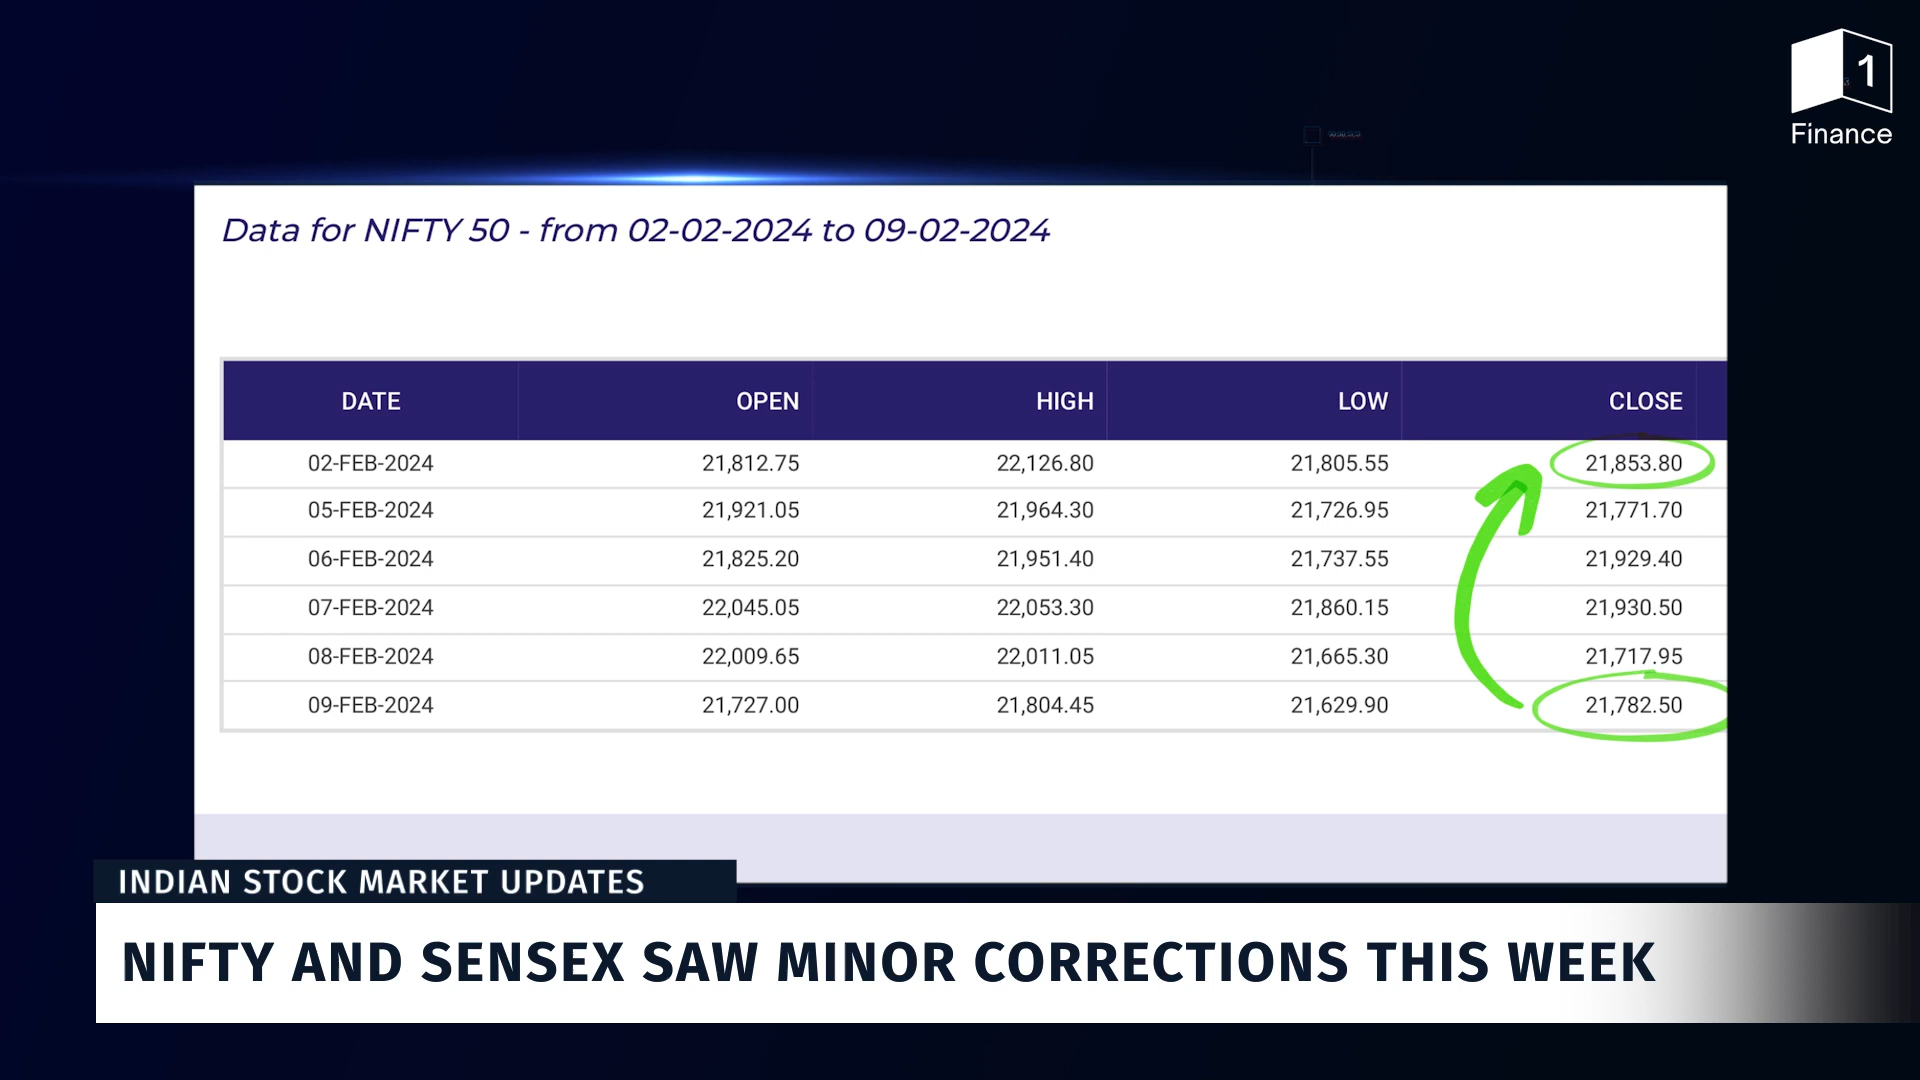 1
Finance
Data for NIFTY 50 - from 02-02-2024 to 09-02-2024
DATE OPEN HIGH LOW CLOSE
02-FEB-2024 21,812.75 22,126.80 21,805.55 21,853.80
05-FEB-2024 21,921.05 21,964.30 21,726.95 21,771.70
06-FEB-2024 21,825.20 21,951.40 21,737.55 21,929.40
07-FEB-2024 22,045.05 22,053.30 21,860.15 21,930.50
08-FEB-2024 22,009.65 22,011.05 21,665.30 21,717.95
09-FEB-2024 21,727.00 21,804.45 21,629.90 21,782.50
INDIAN STOCK MARKET UPDATES
NIFTY AND SENSEX SAW MINOR CORRECTIONS THIS WEEK